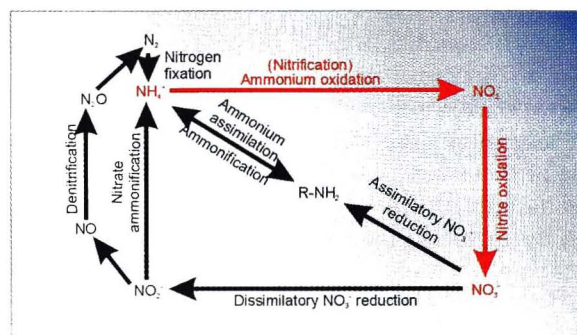 N₂
Nitrogen
fixation
(Nitrification)
Ammonium oxidation
N₂O
NH₄⁺
NO₂⁻
Ammonium
assimilation
Ammonification
Denitrification
Nitrate
ammonification
R-NH₂
Assimilatory NO₃⁻
reduction
Nitrite oxidation
NO
NO₂⁻
Dissimilatory NO₃⁻ reduction
NO₃⁻